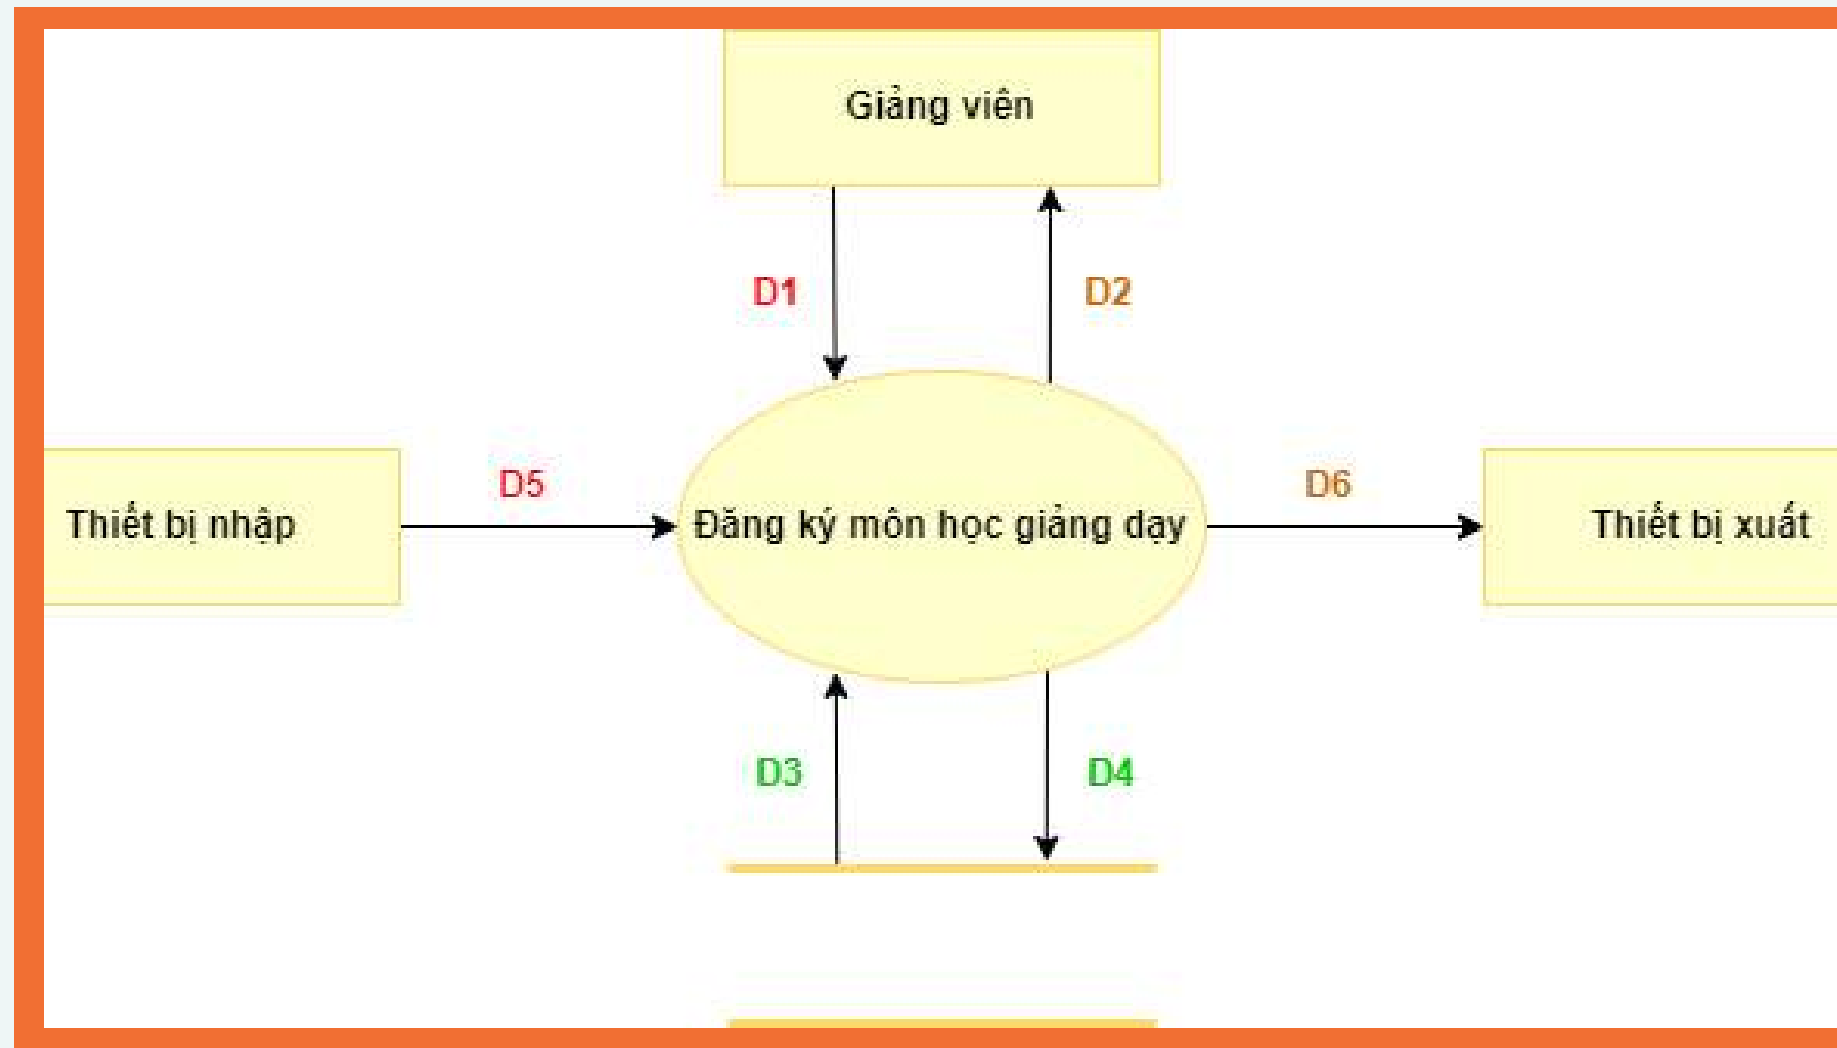 Giảng viên
D1
D2
Thiết bị nhập
D5
Đăng ký môn học giảng dạy
D6
Thiết bị xuất
D3
D4